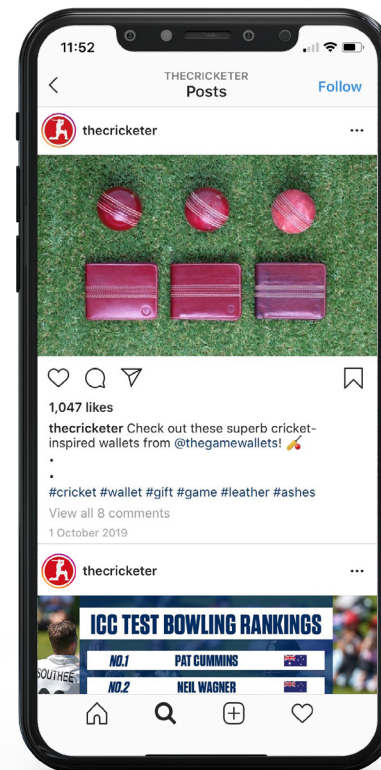 11:52
THECRICKETER
Posts
Follow
thecricketer
1,047 likes
thecricketer Check out these superb cricket-
inspired wallets from @thegamewallets! 🏏
•
•
#cricket #wallet #gift #game #leather #ashes
View all 8 comments
1 October 2019
thecricketer
ICC TEST BOWLING RANKINGS
NO.1 PAT CUMMINS
NO.2 NEIL WAGNER
SOUTHEE